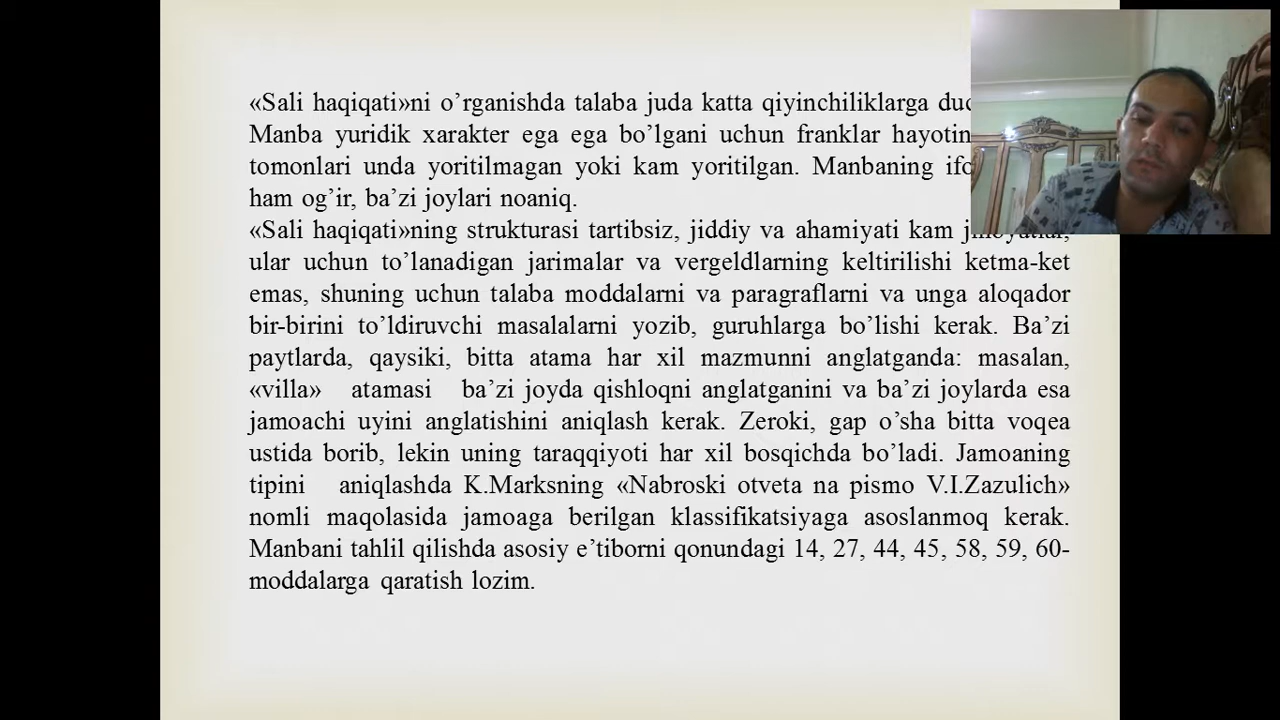 «Sali haqiqati»ni o’rganishda talaba juda katta qiyinchiliklarga
Manba yuridik xarakter ega ega bo’lgani uchun franklar
tomonlari unda yoritilmagan yoki kam yoritilgan. Manbaning
ham og’ir, ba’zi joylari noaniq.
«Sali haqiqati»ning strukturasi tartibsiz, jiddiy va ahamiyati kam
ular uchun to’lanadigan jarimalar va vergeldlarning keltirilishi ketma-ket
emas, shuning uchun talaba moddalarni va paragraflarni va unga aloqador
bir-birini to’ldiruvchi masalalarni yozib, guruhlarga bo’lishi kerak. Ba’zi
paytlarda, qaysiki, bitta atama har xil mazmunni anglatganda: masalan,
«villa» atamasi ba’zi joyda qishloqni anglatganini va ba’zi joylarda esa
jamoachi uyini anglatishini aniqlash kerak. Zeroki, gap o’sha bitta voqea
ustida borib, lekin uning taraqqiyoti har xil bosqichda bo’ladi. Jamoaning
tipini aniqlashda K.Marksning «Nabroski otveta na pismo V.I.Zazulich»
nomli maqolasida jamoaga berilgan klassifikatsiyaga asoslanmoq kerak.
Manbani tahlil qilishda asosiy e’tiborni qonundagi 14, 27, 44, 45, 58, 59, 60-
moddalarga qaratish lozim.